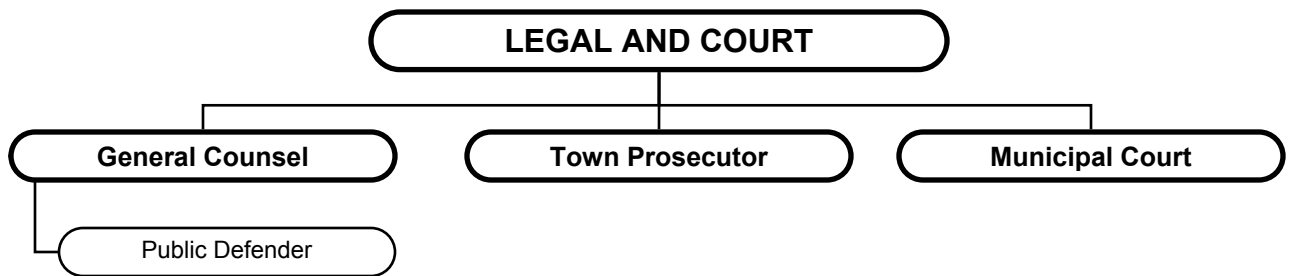 LEGAL AND COURT
General Counsel
Town Prosecutor
Municipal Court
Public Defender